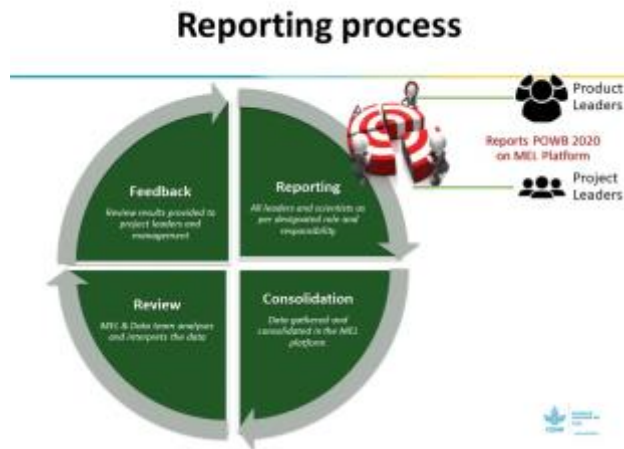 Reporting process
Product
Leaders
Reports POWB 2020
on MEL Platform
Project
Leaders
Feedback
Review results provided to
project leaders and
management
Reporting
All leaders and scientists as
per designated role and
responsibility
Review
MEL & Data team analyses
and interprets the data
Consolidation
Data gathered and
consolidated in the MEL
platform